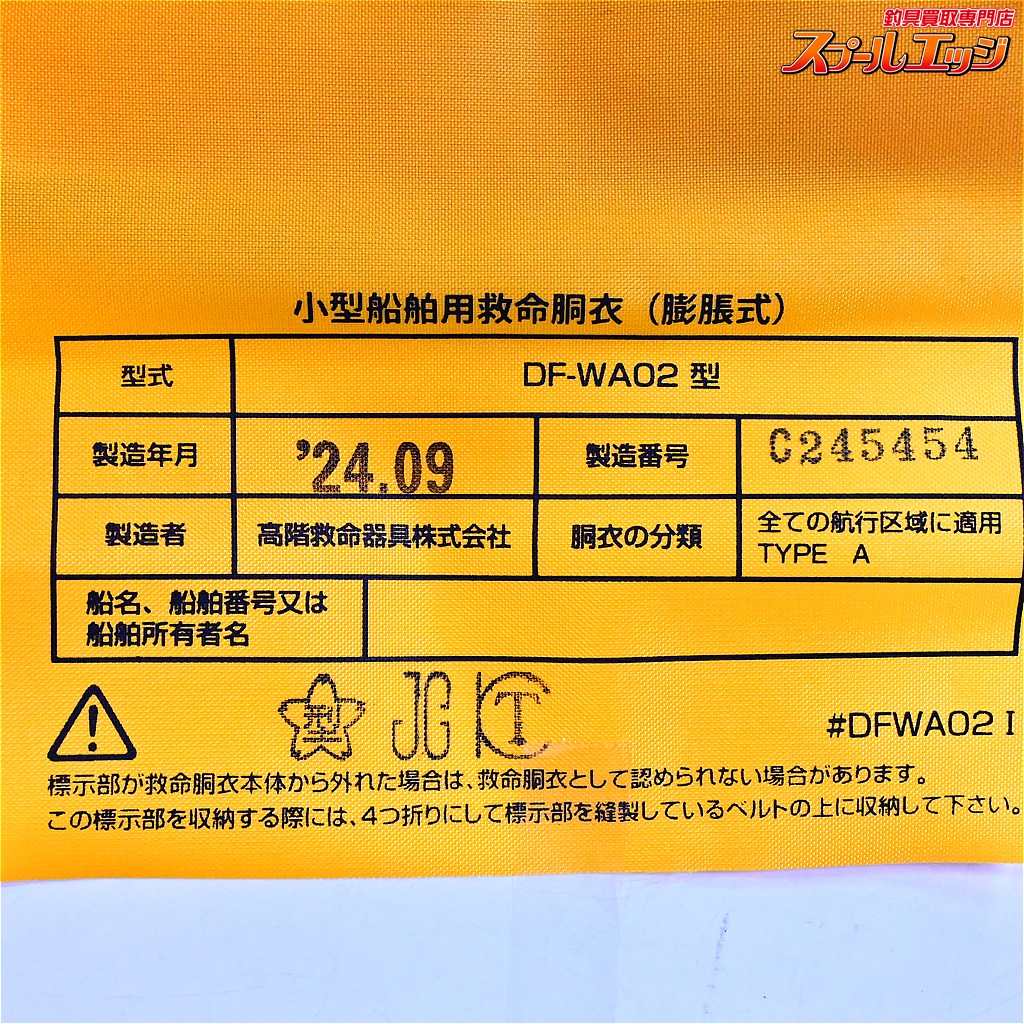 釣具買取専門店
スプールエッジ
小型船舶用救命胴衣（膨脹式）
型式 DF-WA02 型
製造年月 '24.09 製造番号 C245454
製造者 高階救命器具株式会社 胴衣の分類 全ての航行区域に適用
TYPE A
船名、船舶番号又は
船舶所有者名
型 JG T
#DFWA02 I
標示部が救命胴衣本体から外れた場合は、救命胴衣として認められない場合があります。
この標示部を収納する際には、4つ折りにして標示部を縫製しているベルトの上に収納して下さい。